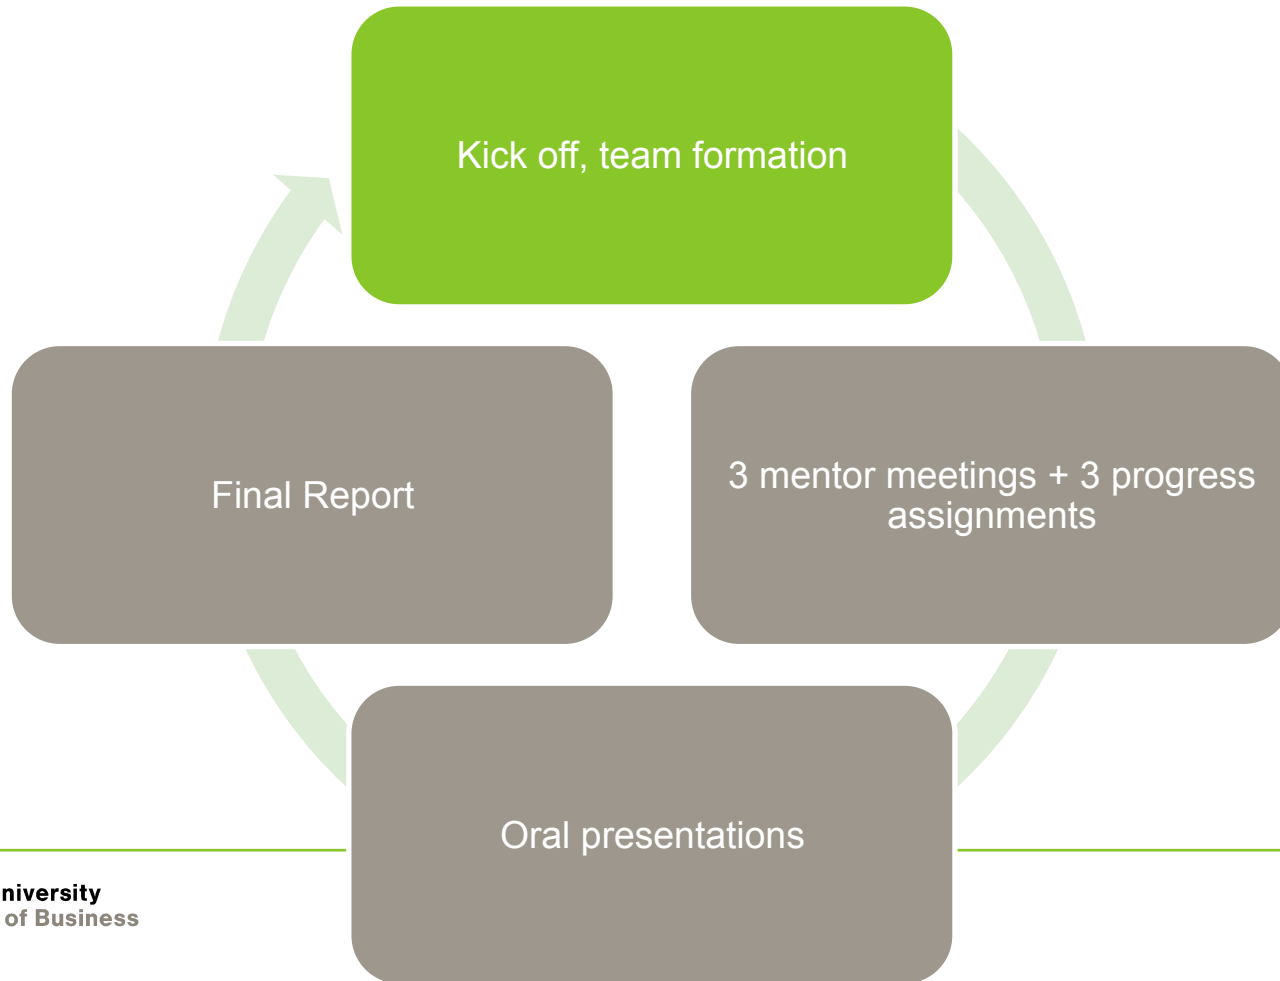 Kick off, team formation
Final Report
3 mentor meetings + 3 progress
assignments
Oral presentations
niversity
of Business